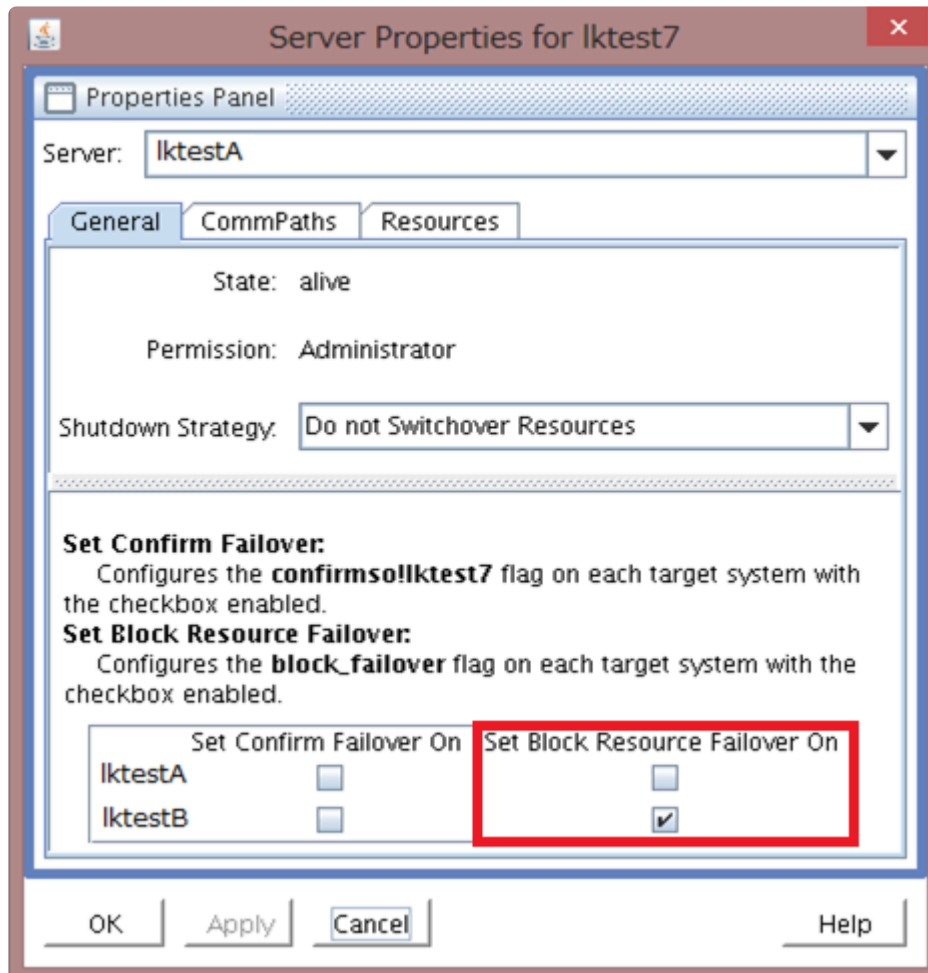 Server Properties for lktest7
Properties Panel
Server: lktestA
General CommPaths Resources
State: alive
Permission: Administrator
Shutdown Strategy: Do not Switchover Resources
Set Confirm Failover:
Configures the confirmso!lktest7 flag on each target system with
the checkbox enabled.
Set Block Resource Failover:
Configures the block_failover flag on each target system with the
checkbox enabled.
Set Confirm Failover On Set Block Resource Failover On
lktestA
lktestB
OK Apply Cancel Help